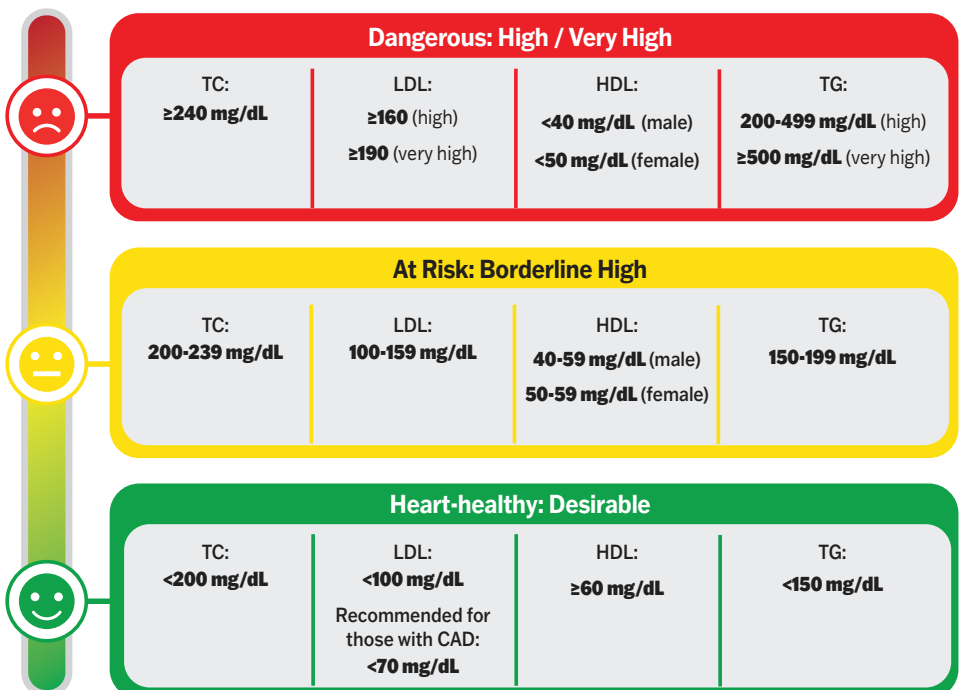 Dangerous: High / Very High
TC:
≥240 mg/dL
LDL:
≥160 (high)
≥190 (very high)
HDL:
<40 mg/dL (male)
<50 mg/dL (female)
TG:
200-499 mg/dL (high)
≥500 mg/dL (very high)
At Risk: Borderline High
TC:
200-239 mg/dL
LDL:
100-159 mg/dL
HDL:
40-59 mg/dL (male)
50-59 mg/dL (female)
TG:
150-199 mg/dL
Heart-healthy: Desirable
TC:
<200 mg/dL
LDL:
<100 mg/dL
Recommended for
those with CAD:
<70 mg/dL
HDL:
≥60 mg/dL
TG:
<150 mg/dL